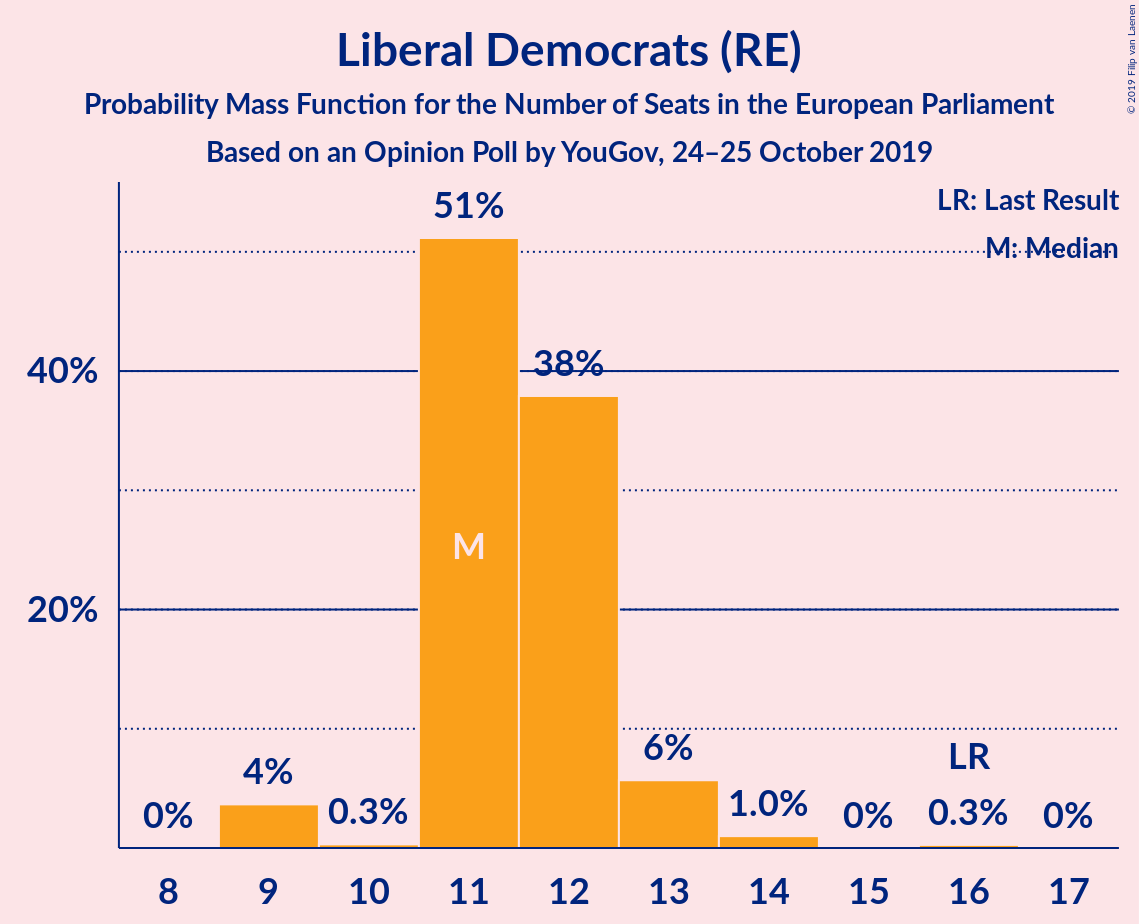 Liberal Democrats (RE)
Probability Mass Function for the Number of Seats in the European Parliament
Based on an Opinion Poll by YouGov, 24–25 October 2019
© 2019 Filip van Laenen
LR: Last Result
M: Median
40%
20%
0%
4%
0.3%
51%
M
38%
6%
1.0%
0%
LR
0.3%
0%
8 9 10 11 12 13 14 15 16 17